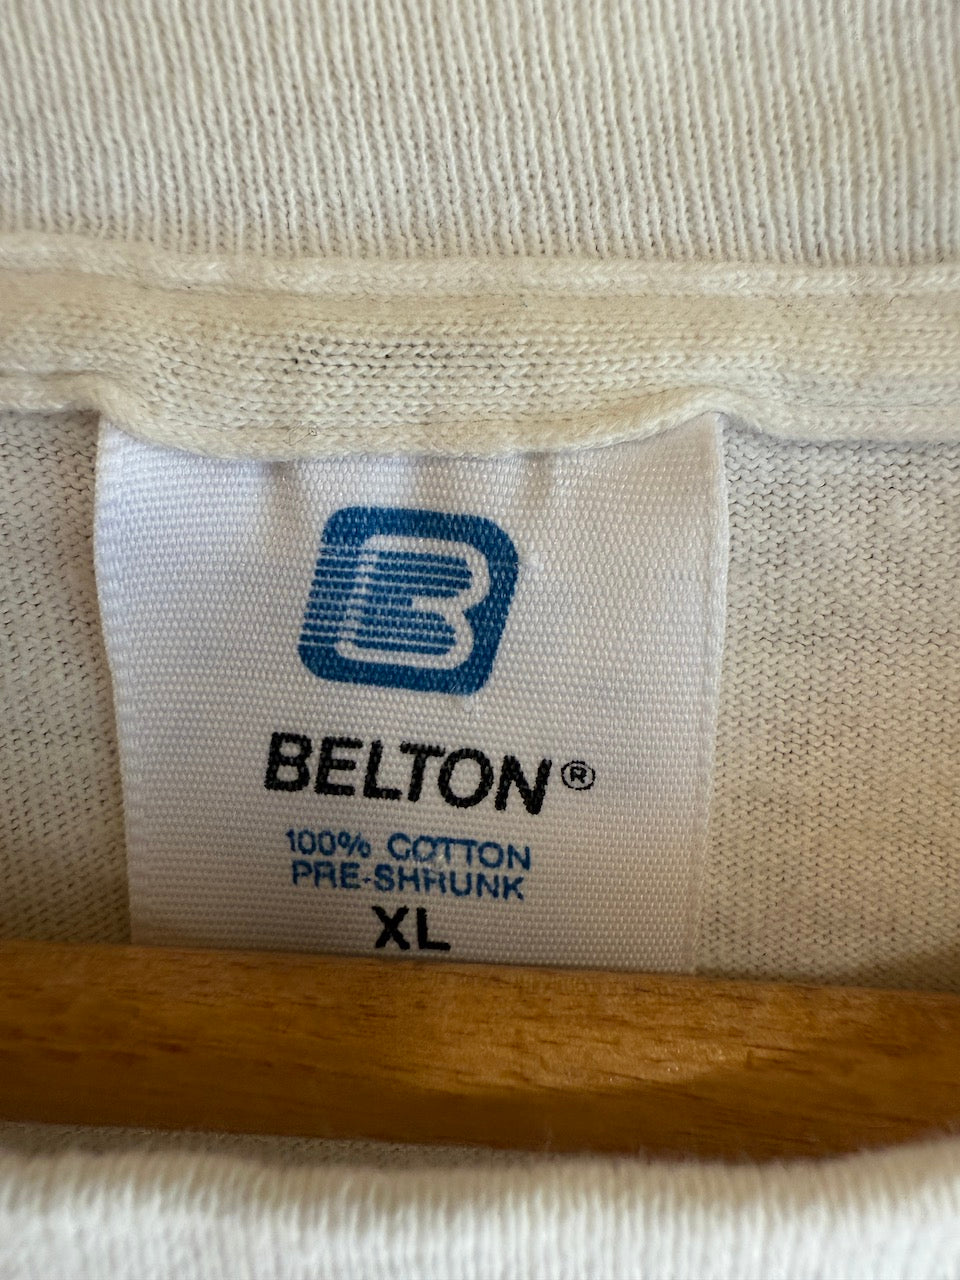 B
BELTON®
100% COTTON
PRE-SHRUNK
XL